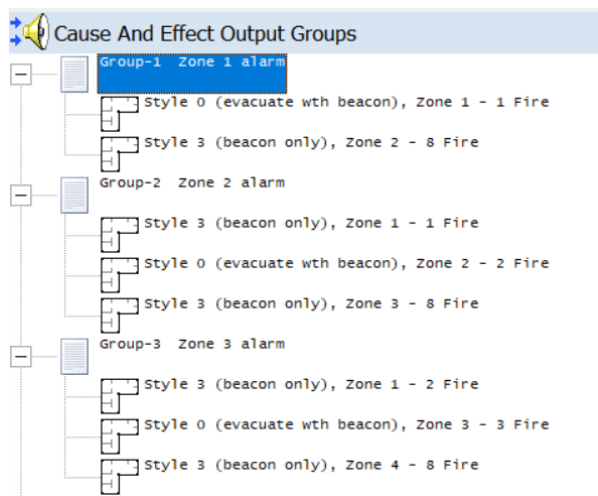 Cause And Effect Output Groups
Group-1 Zone 1 alarm
Style 0 (evacuate wth beacon), Zone 1 - 1 Fire
Style 3 (beacon only), Zone 2 - 8 Fire
Group-2 Zone 2 alarm
Style 3 (beacon only), Zone 1 - 1 Fire
Style 0 (evacuate wth beacon), Zone 2 - 2 Fire
Style 3 (beacon only), Zone 3 - 8 Fire
Group-3 Zone 3 alarm
Style 3 (beacon only), Zone 1 - 2 Fire
Style 0 (evacuate wth beacon), Zone 3 - 3 Fire
Style 3 (beacon only), Zone 4 - 8 Fire